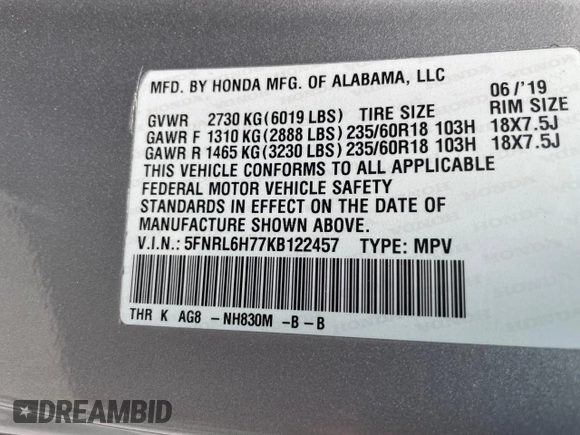 MFD. BY HONDA MFG. OF ALABAMA, LLC 06/'19
GVWR 2730 KG(6019 LBS) TIRE SIZE RIM SIZE
GAWR F 1310 KG(2888 LBS) 235/60R18 103H 18X7.5J
GAWR R 1465 KG(3230 LBS) 235/60R18 103H 18X7.5J
THIS VEHICLE CONFORMS TO ALL APPLICABLE
FEDERAL MOTOR VEHICLE SAFETY
STANDARDS IN EFFECT ON THE DATE OF
MANUFACTURE SHOWN ABOVE.
V.I.N.: 5FNRL6H77KB122457 TYPE: MPV
THR K AG8 -NH830M -B-B
DREAMBID